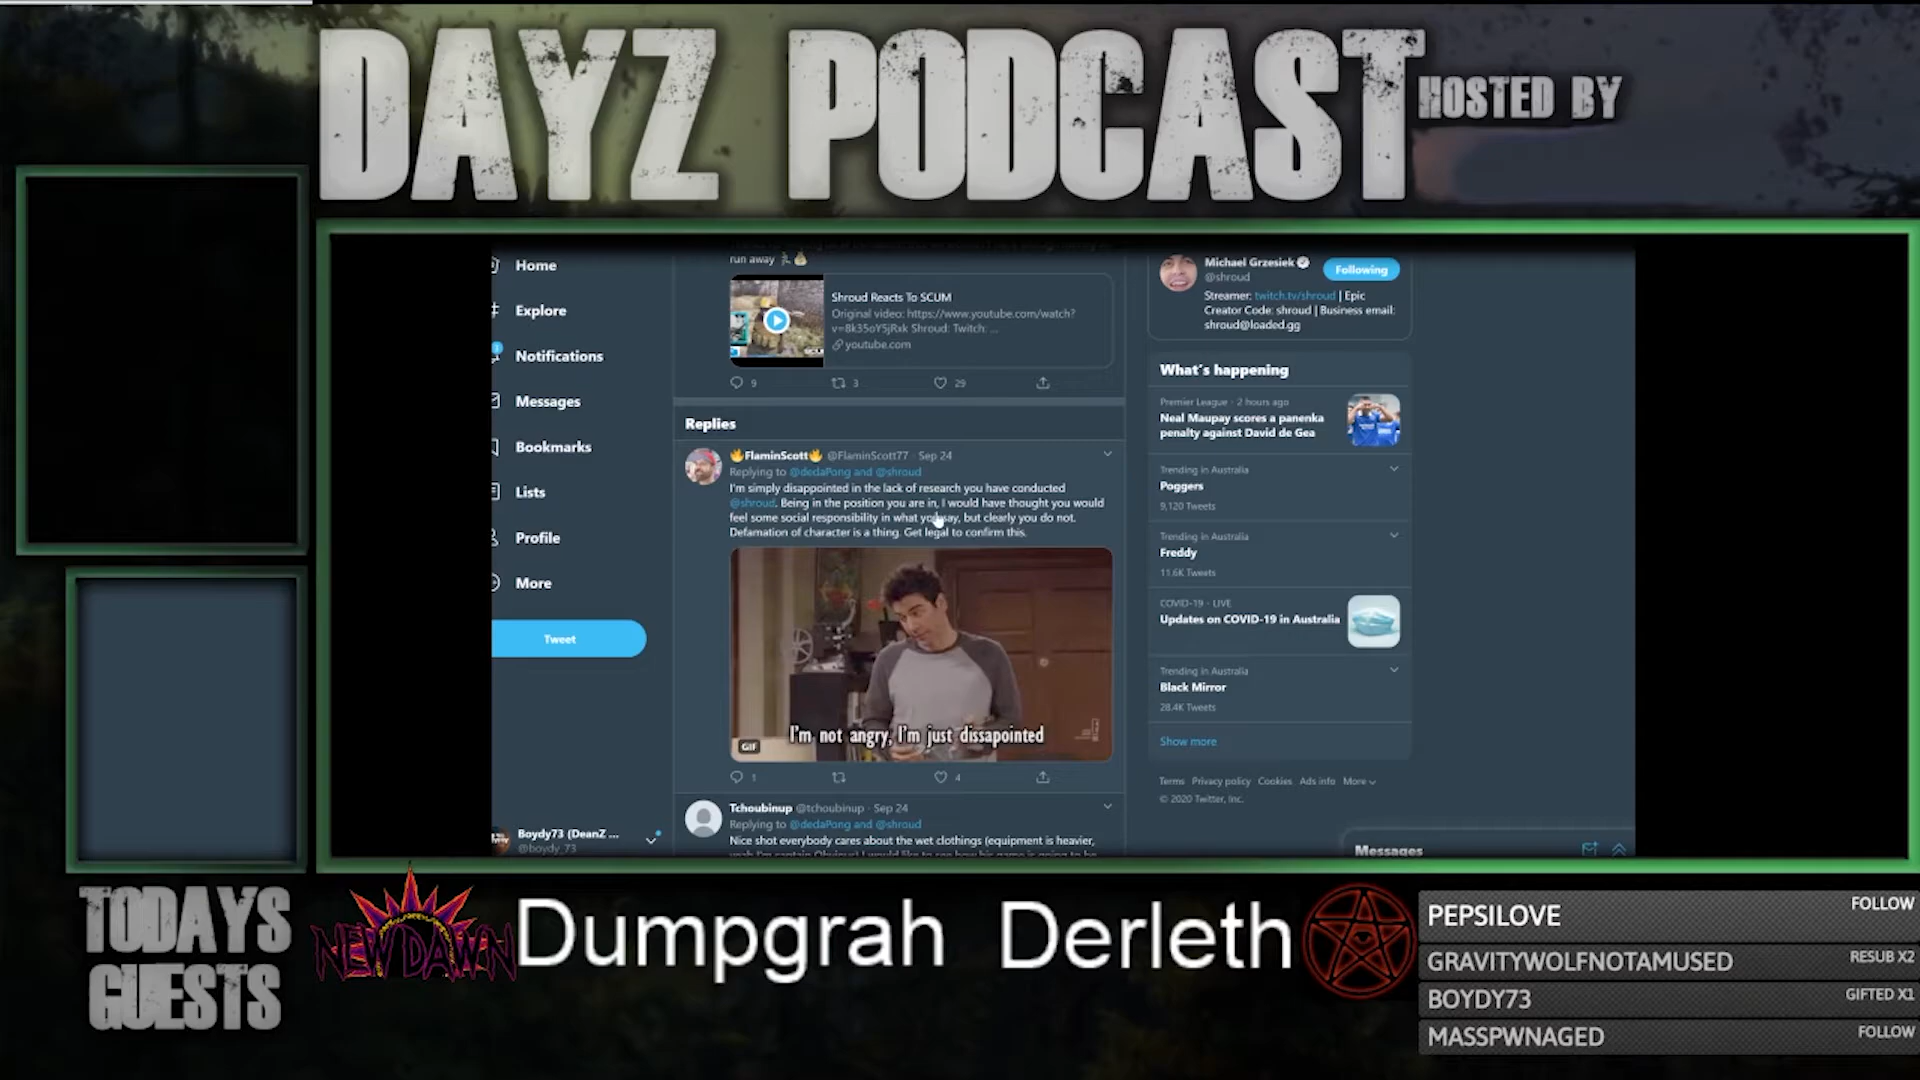 DAYZ PODCAST
HOSTED BY
Home
Explore
Notifications
Messages
Bookmarks
Lists
Profile
More
Tweet
Boydy73 (DeanZ ...
@boydy_73
run away
Shroud Reacts To SCUM
Original video: https://www.youtube.com/watch?
v=8k35oY5jRxk Shroud: Twitch: ...
youtube.com
9 3 29
Replies
FlaminScott @FlaminScott77 · Sep 24
Replying to @dedaPong and @shroud
I'm simply disappointed in the lack of research you have conducted
@shroud. Being in the position you are in, I would have thought you would
feel some social responsibility in what you say, but clearly you do not.
Defamation of character is a thing. Get legal to confirm this.
I'm not angry, I'm just dissapointed
GIF
1 4
Tchoubinup @tchoubinup · Sep 24
Replying to @dedaPong and @shroud
Nice shot everybody cares about the wet clothings (equipment is heavier,
Michael Grzesiek
@shroud
Following
Streamer: twitch.tv/shroud | Epic
Creator Code: shroud | Business email:
shroud@loaded.gg
What's happening
Premier League · 2 hours ago
Neal Maupay scores a panenka
penalty against David de Gea
Trending in Australia
Poggers
9,120 Tweets
Trending in Australia
Freddy
11.6K Tweets
COVID-19 · LIVE
Updates on COVID-19 in Australia
Trending in Australia
Black Mirror
28.4K Tweets
Show more
Terms Privacy policy Cookies Ads info More
© 2020 Twitter, Inc.
Messages
TODAYS
GUESTS
NEW DAWN
Dumpgrah Derleth
PEPSILOVE FOLLOW
GRAVITYWOLFNOTAMUSED RESUB X2
BOYDY73 GIFTED X1
MASSPWNAGED FOLLOW